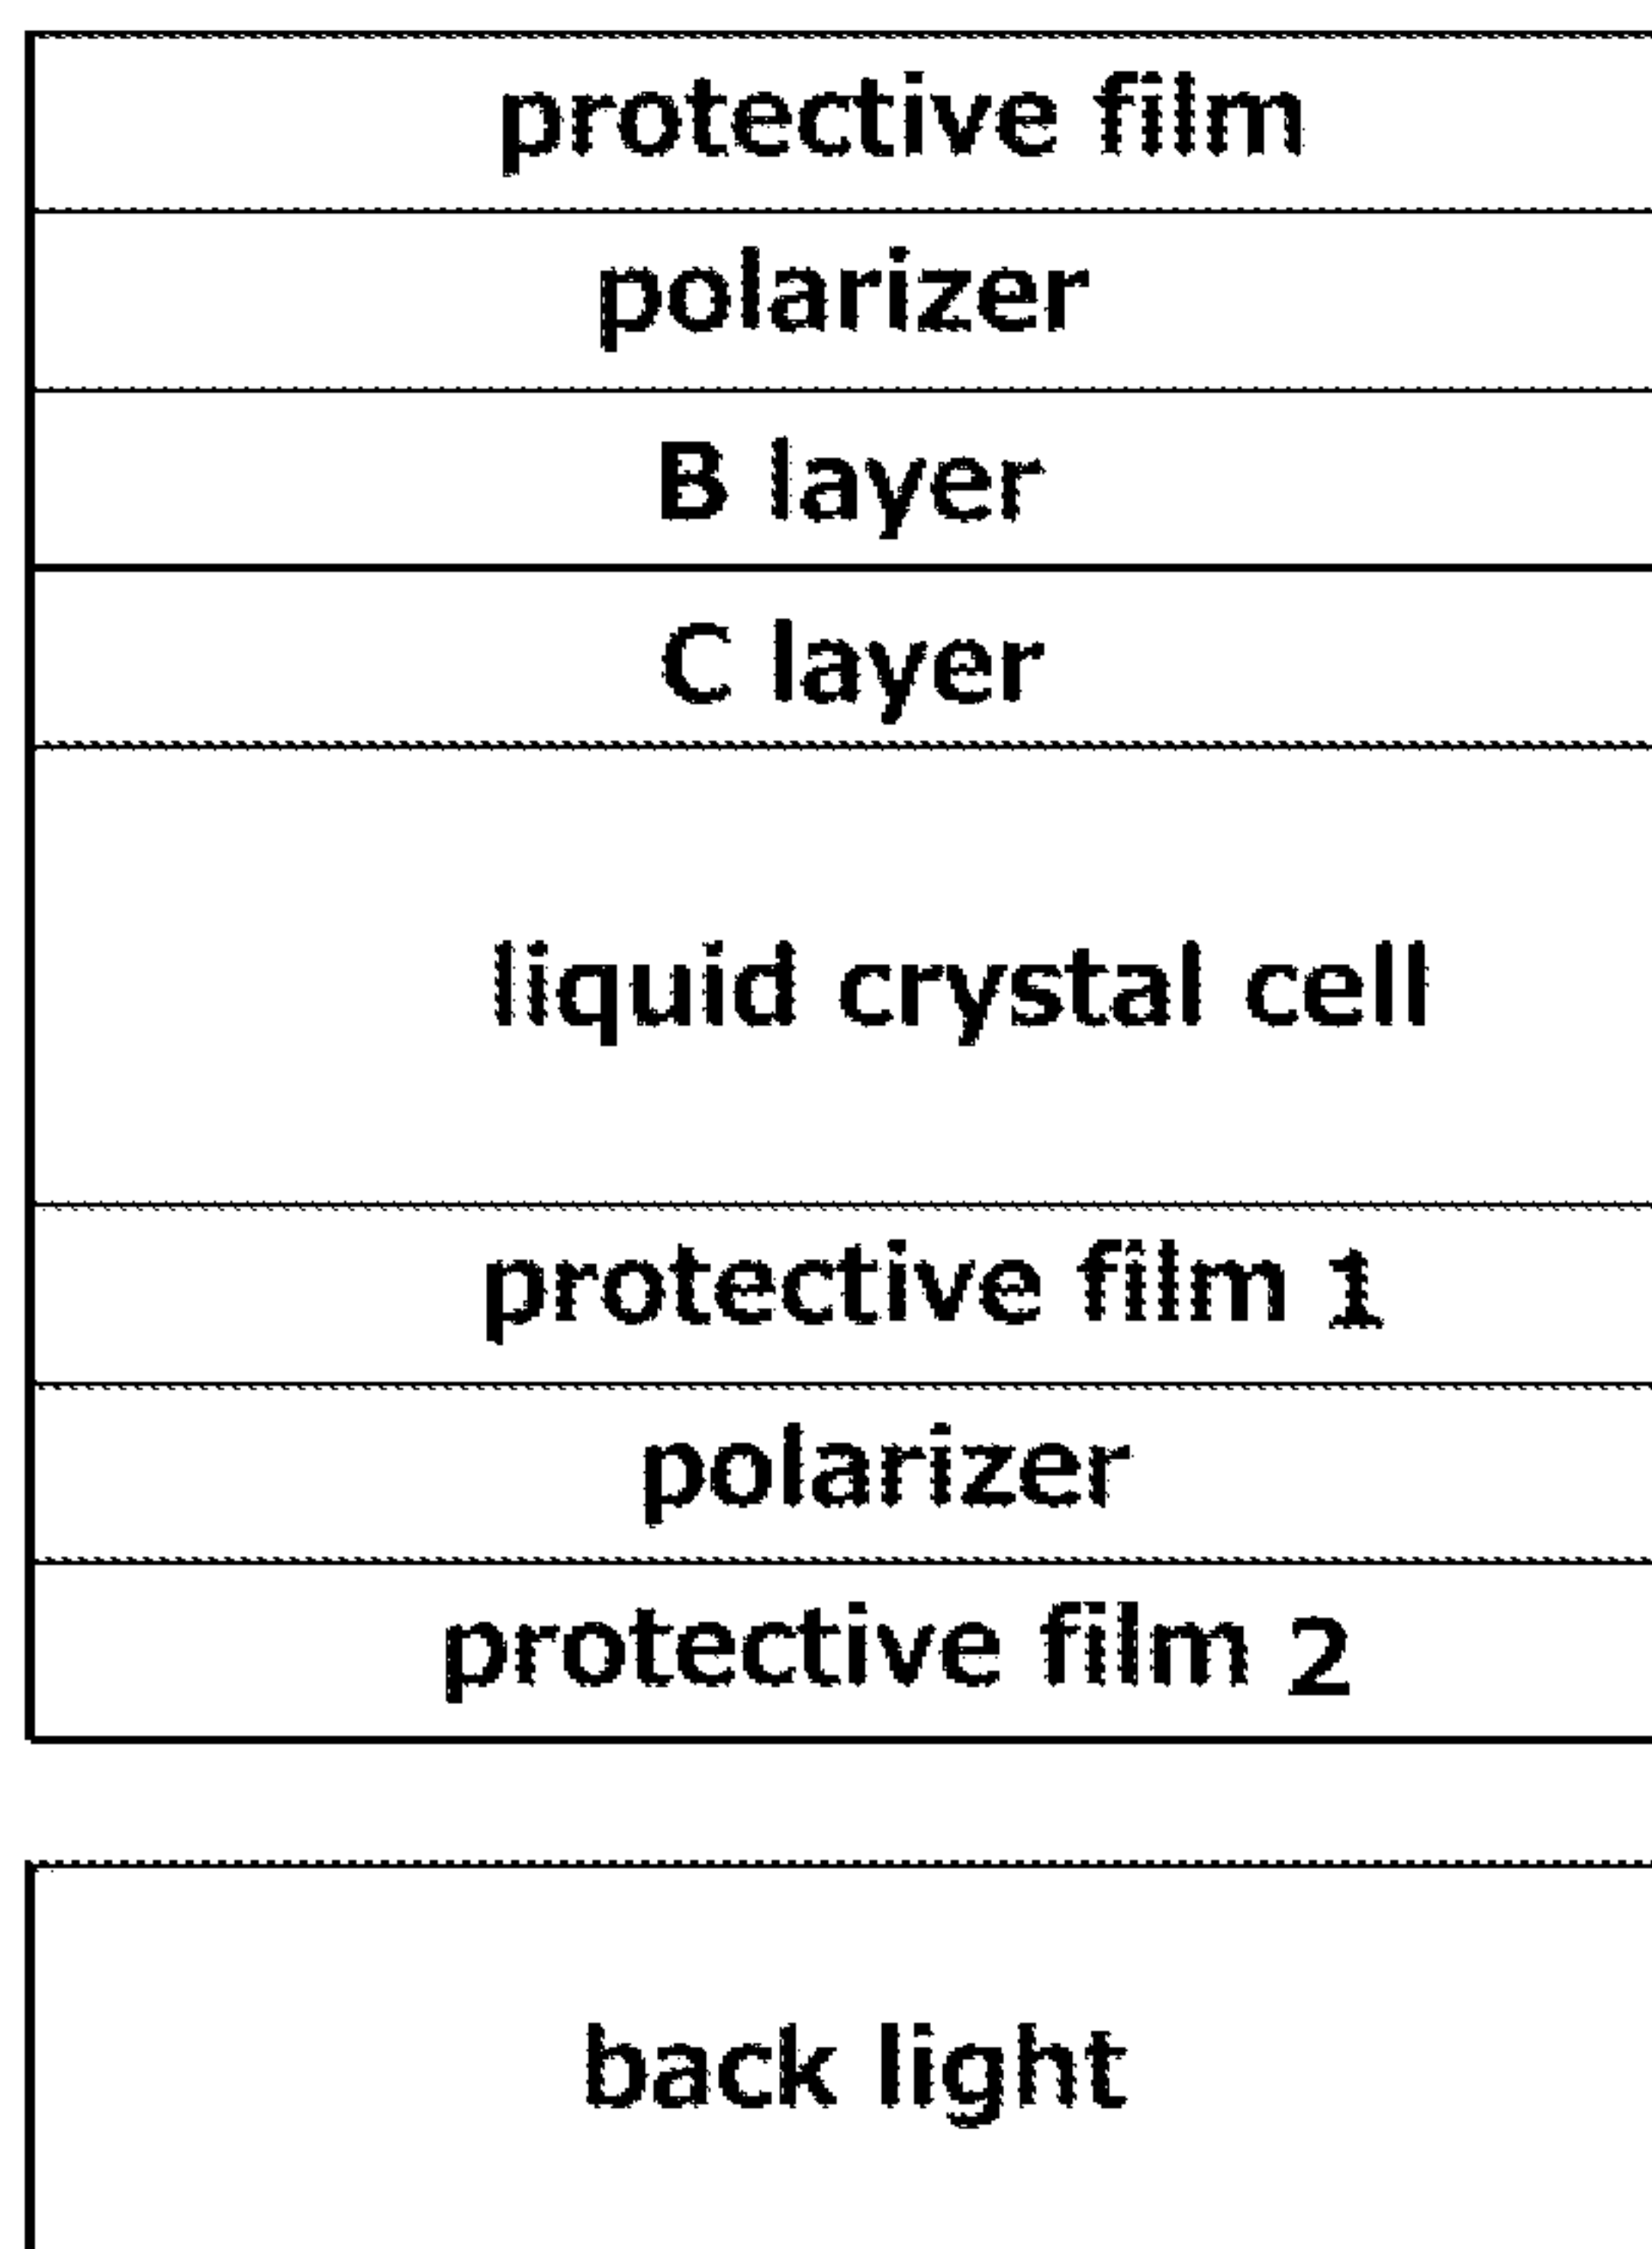 protective film
polarizer
B layer
C layer
liquid crystal cell
protective film 1
polarizer
protective film 2
back light